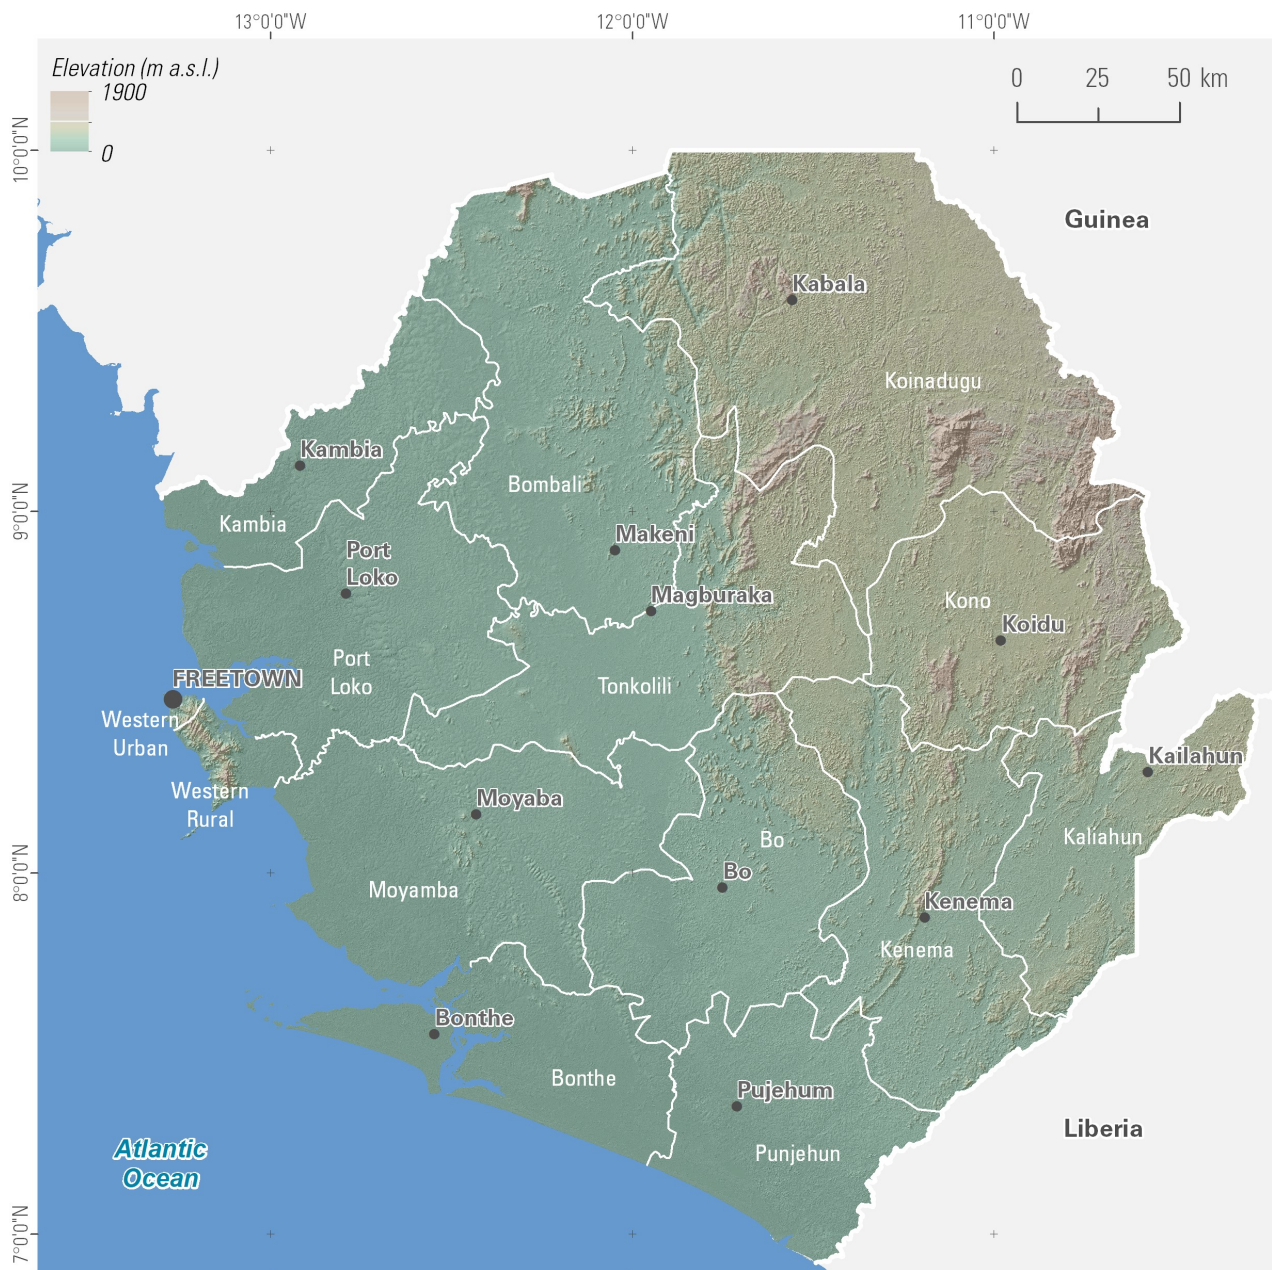 13°0'0"W
12°0'0"W
11°0'0"W
Elevation (m a.s.l.)
1900
0
0 25 50 km
10°0'0"N
Guinea
Kabala
Koinadugu
Kambia
Bombali
9°0'0"N
Kambia
Makeni
Port
Loko
Magburaka
Kono
Koidu
Port
Loko
FREETOWN
Tonkolili
Western
Urban
Kailahun
Western
Rural
Moyaba
Bo
Kaliahun
8°0'0"N
Bo
Moyamba
Kenema
Kenema
Bonthe
Bonthe
Pujehum
Liberia
Atlantic
Ocean
Punjehun
7°0'0"N